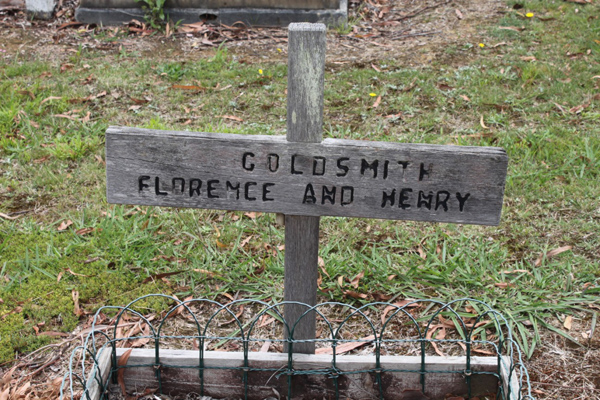 GOLDSMITH
FLORENCE AND HENRY